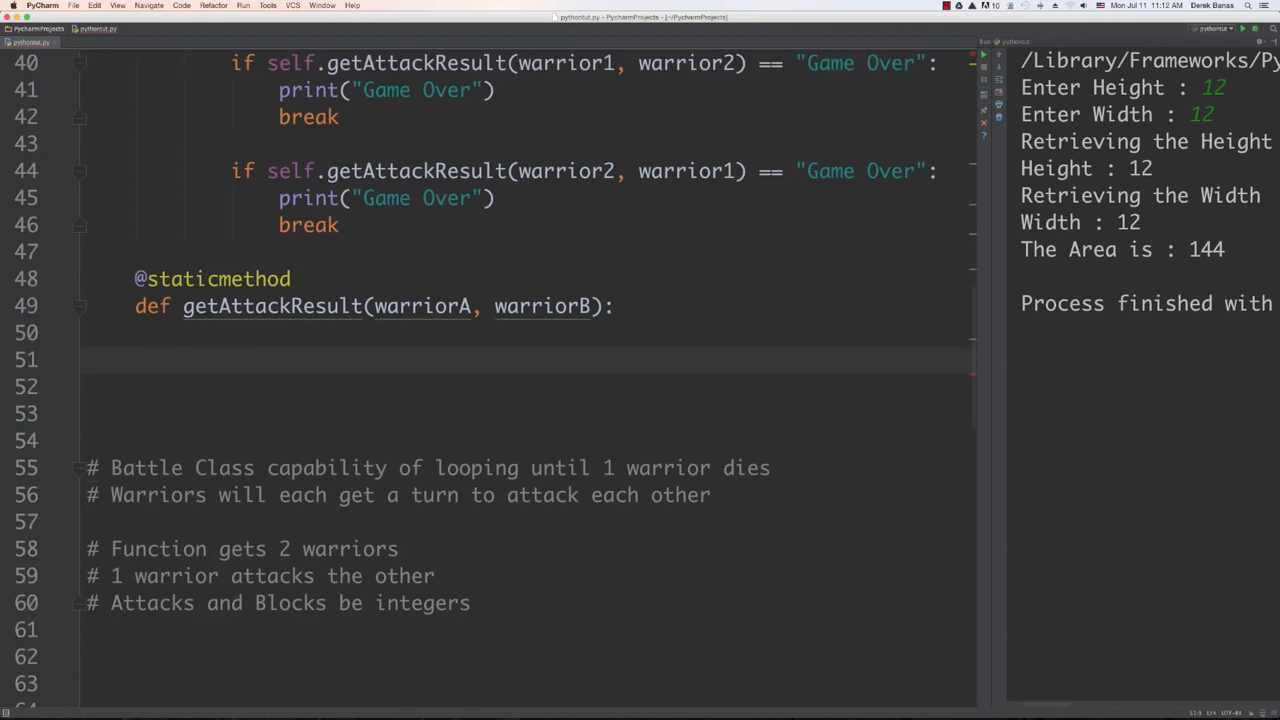 PyCharm File Edit View Navigate Code Refactor Run Tools VCS Window Help
10 Mon Jul 11 11:12 AM Derek Banas
pythontut.py - PycharmProjects - [~/PycharmProjects]
PycharmProjects pythontut.py
pythontut
pythontut.py
Run pythontut
40 if self.getAttackResult(warrior1, warrior2) == "Game Over":
41 print("Game Over")
42 break
43
44 if self.getAttackResult(warrior2, warrior1) == "Game Over":
45 print("Game Over")
46 break
47
48 @staticmethod
49 def getAttackResult(warriorA, warriorB):
50
51
52
53
54
55 # Battle Class capability of looping until 1 warrior dies
56 # Warriors will each get a turn to attack each other
57
58 # Function gets 2 warriors
59 # 1 warrior attacks the other
60 # Attacks and Blocks be integers
61
62
63
/Library/Frameworks/Py
Enter Height : 12
Enter Width : 12
Retrieving the Height
Height : 12
Retrieving the Width
Width : 12
The Area is : 144
Process finished with
51:9 LF÷ UTF-8÷